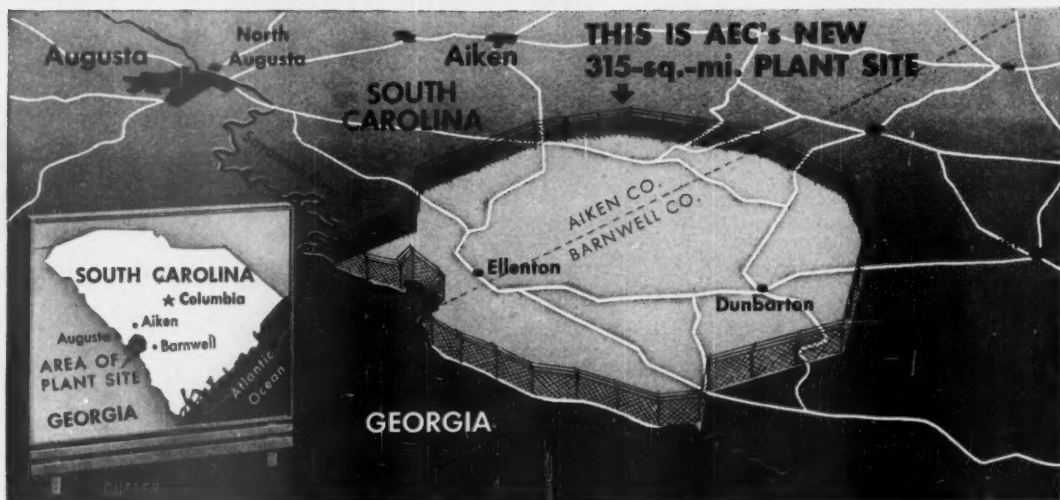 THIS IS AEC's NEW
315-sq.-mi. PLANT SITE
North
Augusta
Augusta
Aiken
SOUTH
CAROLINA
AIKEN CO.
BARNWELL CO.
Ellenton
Dunbarton
GEORGIA
SOUTH CAROLINA
Columbia
Aiken
Augusta
Barnwell
AREA OF
PLANT SITE
GEORGIA
Atlantic
Ocean
CUTLER